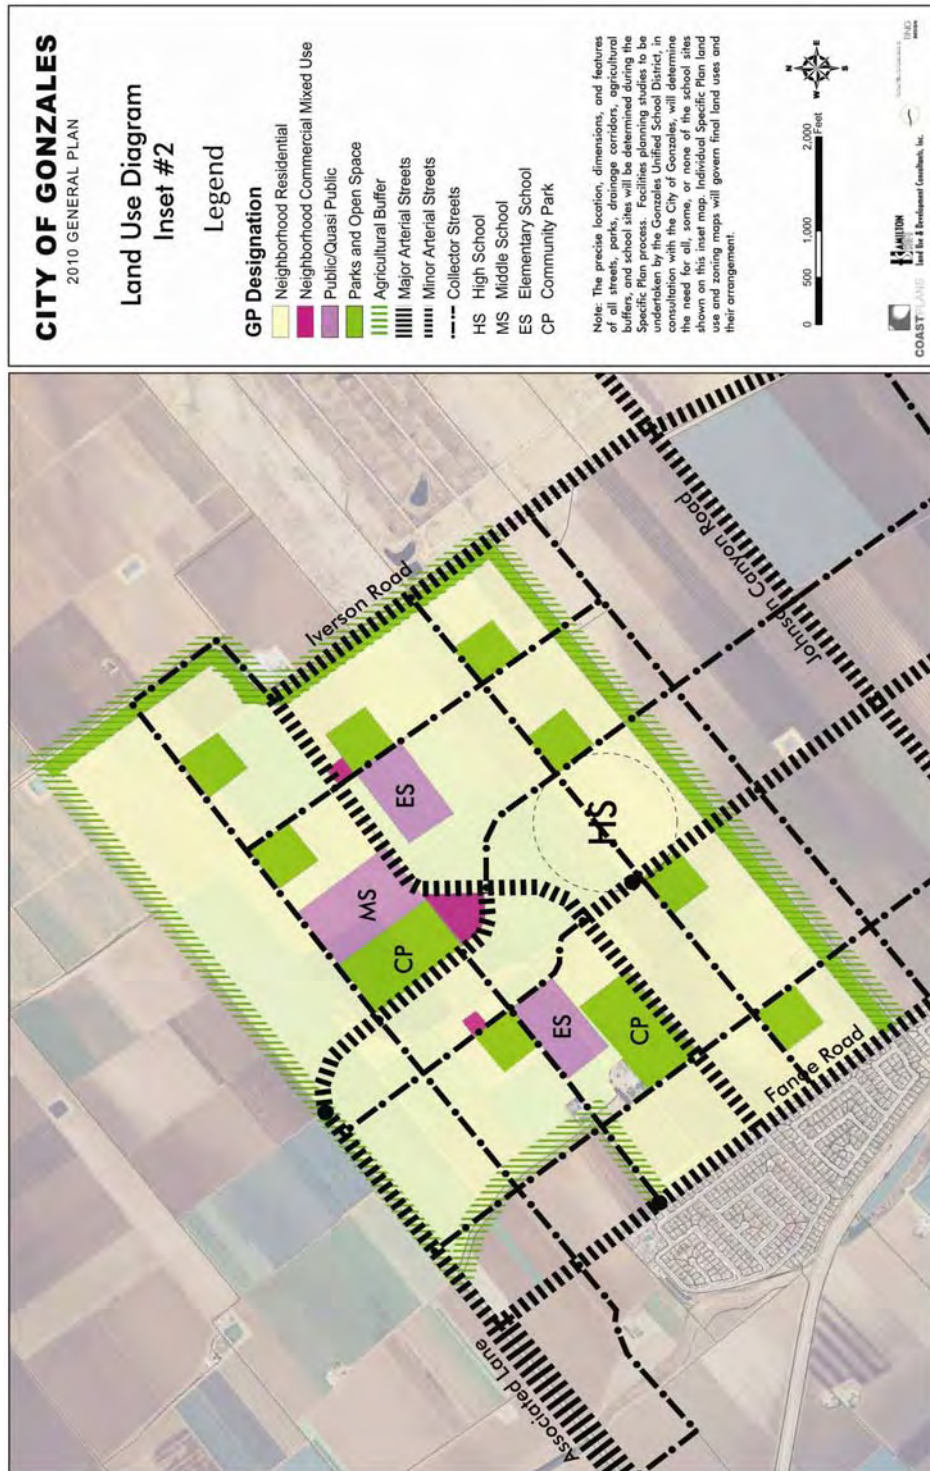 CITY OF GONZALES
2010 GENERAL PLAN
Land Use Diagram
Inset #2
Legend
GP Designation
Neighborhood Residential
Neighborhood Commercial Mixed Use
Public/Quasi Public
Parks and Open Space
Agricultural Buffer
Major Arterial Streets
Minor Arterial Streets
Collector Streets
HS High School
MS Middle School
ES Elementary School
CP Community Park
Note: The precise location, dimensions, and features
of all streets, parks, drainage corridors, agricultural
buffers, and school sites will be determined during the
Specific Plan process. Facilities planning studies to be
undertaken by the Gonzales Unified School District, in
consultation with the City of Gonzales, will determine
the need for all, some, or none of the school sites
shown on this inset map. Individual Specific Plan land
use and zoning maps will govern final land uses and
their arrangement.
N
W E
S
0 500 1,000 2,000
Feet
COASTPLANS
HAMILTON
Land Use & Development Consultants, Inc.
Iverson Road
Johnson Canyon Road
Fanoe Road
Associated Lane
ES
MS
CP
HS
ES
CP